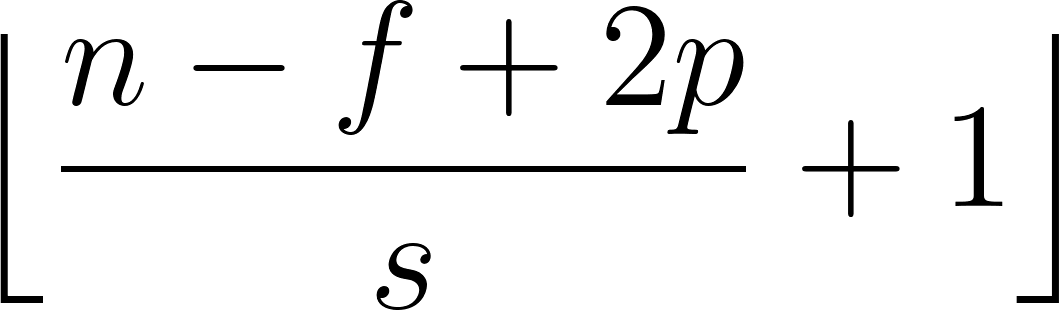 ⌊(n − f + 2p)/s + 1⌋